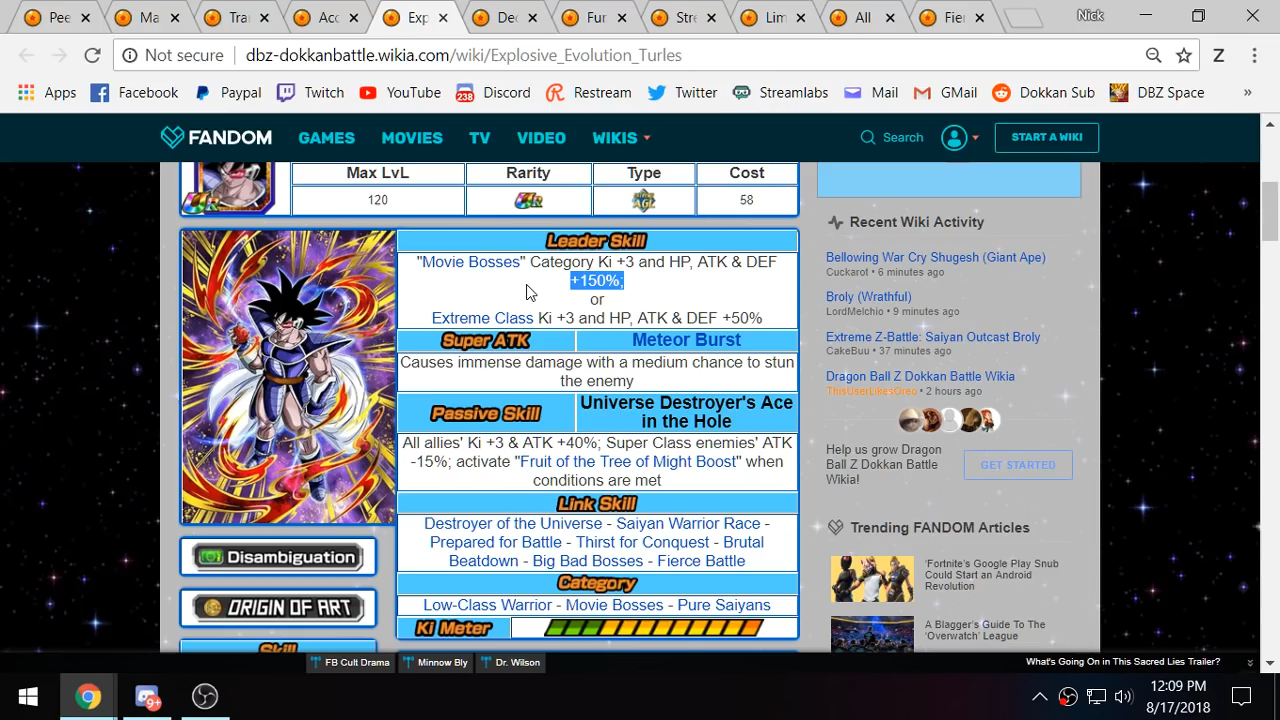 Pee
Ma
Tra
Acc
Exp
Dec
Fur
Stre
Lim
All
Fier
Nick
Not secure
dbz-dokkanbattle.wikia.com/wiki/Explosive_Evolution_Turles
Z
Apps
Facebook
Paypal
Twitch
YouTube
238
Discord
Restream
Twitter
Streamlabs
Mail
GMail
Dokkan Sub
DBZ Space
»
FANDOM
GAMES
MOVIES
TV
VIDEO
WIKIS
Search
START A WIKI
UR
Max LvL
Rarity
Type
Cost
120
UR
58
Leader Skill
"Movie Bosses" Category Ki +3 and HP, ATK & DEF
+150%;
or
Extreme Class Ki +3 and HP, ATK & DEF +50%
Super ATK
Meteor Burst
Causes immense damage with a medium chance to stun
the enemy
Passive Skill
Universe Destroyer's Ace
in the Hole
All allies' Ki +3 & ATK +40%; Super Class enemies' ATK
-15%; activate "Fruit of the Tree of Might Boost" when
conditions are met
Link Skill
Destroyer of the Universe - Saiyan Warrior Race -
Prepared for Battle - Thirst for Conquest - Brutal
Beatdown - Big Bad Bosses - Fierce Battle
Category
Low-Class Warrior - Movie Bosses - Pure Saiyans
Ki Meter
Disambiguation
ORIGIN OF ART
Skill
Recent Wiki Activity
Bellowing War Cry Shugesh (Giant Ape)
Cuckarot • 6 minutes ago
Broly (Wrathful)
LordMelchio • 9 minutes ago
Extreme Z-Battle: Saiyan Outcast Broly
CakeBuu • 37 minutes ago
Dragon Ball Z Dokkan Battle Wikia
ThisUserLikesOreo • 2 hours ago
Help us grow Dragon
Ball Z Dokkan Battle
Wikia!
GET STARTED
Trending FANDOM Articles
'Fortnite's Google Play Snub
Could Start an Android
Revolution
A Blagger's Guide To The
'Overwatch' League
FB Cult Drama
Minnow Bly
Dr. Wilson
What's Going On in This Sacred Lies Trailer?
9+
12:09 PM
8/17/2018